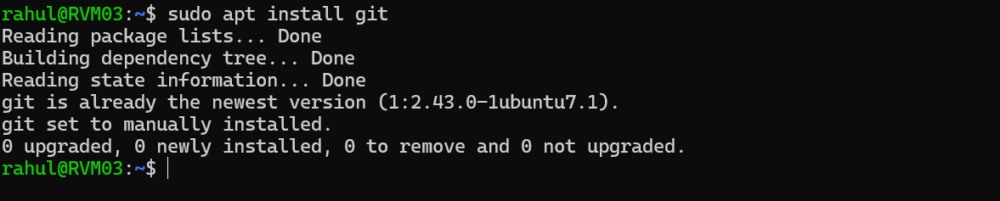 rahul@RVM03:~$ sudo apt install git
Reading package lists... Done
Building dependency tree... Done
Reading state information... Done
git is already the newest version (1:2.43.0-1ubuntu7.1).
git set to manually installed.
0 upgraded, 0 newly installed, 0 to remove and 0 not upgraded.
rahul@RVM03:~$